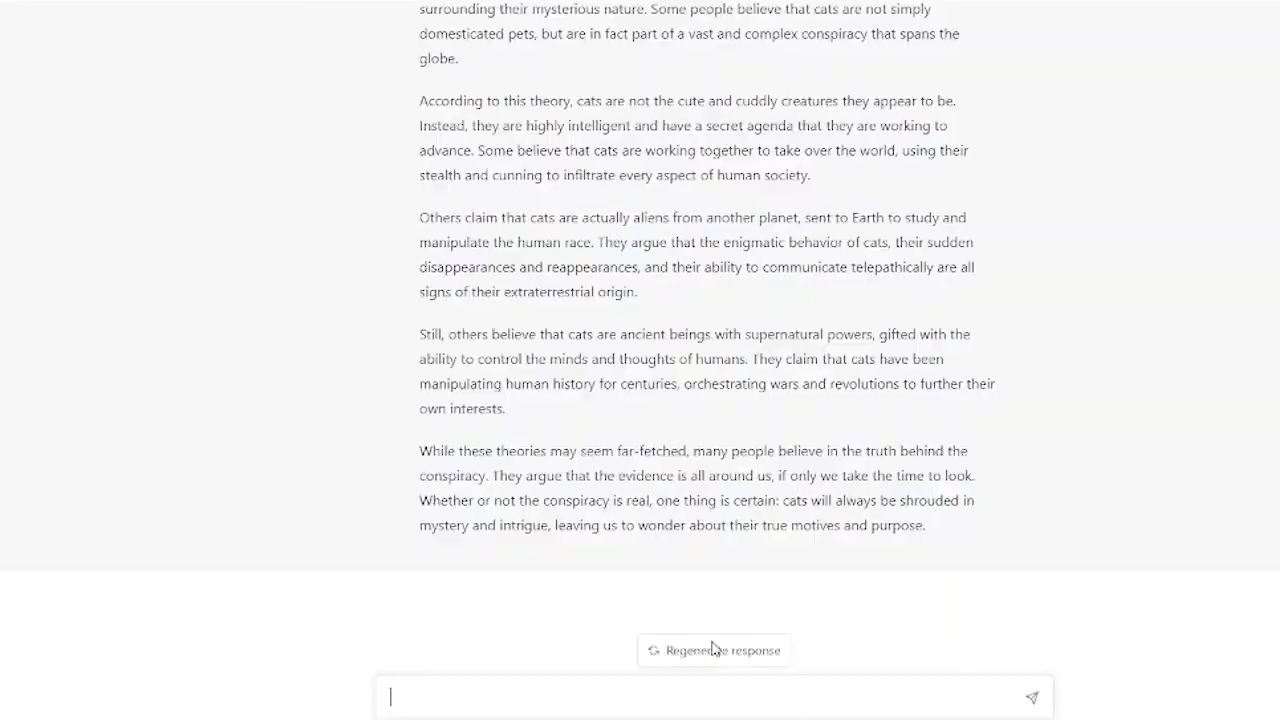 surrounding their mysterious nature. Some people believe that cats are not simply
domesticated pets, but are in fact part of a vast and complex conspiracy that spans the
globe.
According to this theory, cats are not the cute and cuddly creatures they appear to be.
Instead, they are highly intelligent and have a secret agenda that they are working to
advance. Some believe that cats are working together to take over the world, using their
stealth and cunning to infiltrate every aspect of human society.
Others claim that cats are actually aliens from another planet, sent to Earth to study and
manipulate the human race. They argue that the enigmatic behavior of cats, their sudden
disappearances and reappearances, and their ability to communicate telepathically are all
signs of their extraterrestrial origin.
Still, others believe that cats are ancient beings with supernatural powers, gifted with the
ability to control the minds and thoughts of humans. They claim that cats have been
manipulating human history for centuries, orchestrating wars and revolutions to further their
own interests.
While these theories may seem far-fetched, many people believe in the truth behind the
conspiracy. They argue that the evidence is all around us, if only we take the time to look.
Whether or not the conspiracy is real, one thing is certain: cats will always be shrouded in
mystery and intrigue, leaving us to wonder about their true motives and purpose.
Regenerate response